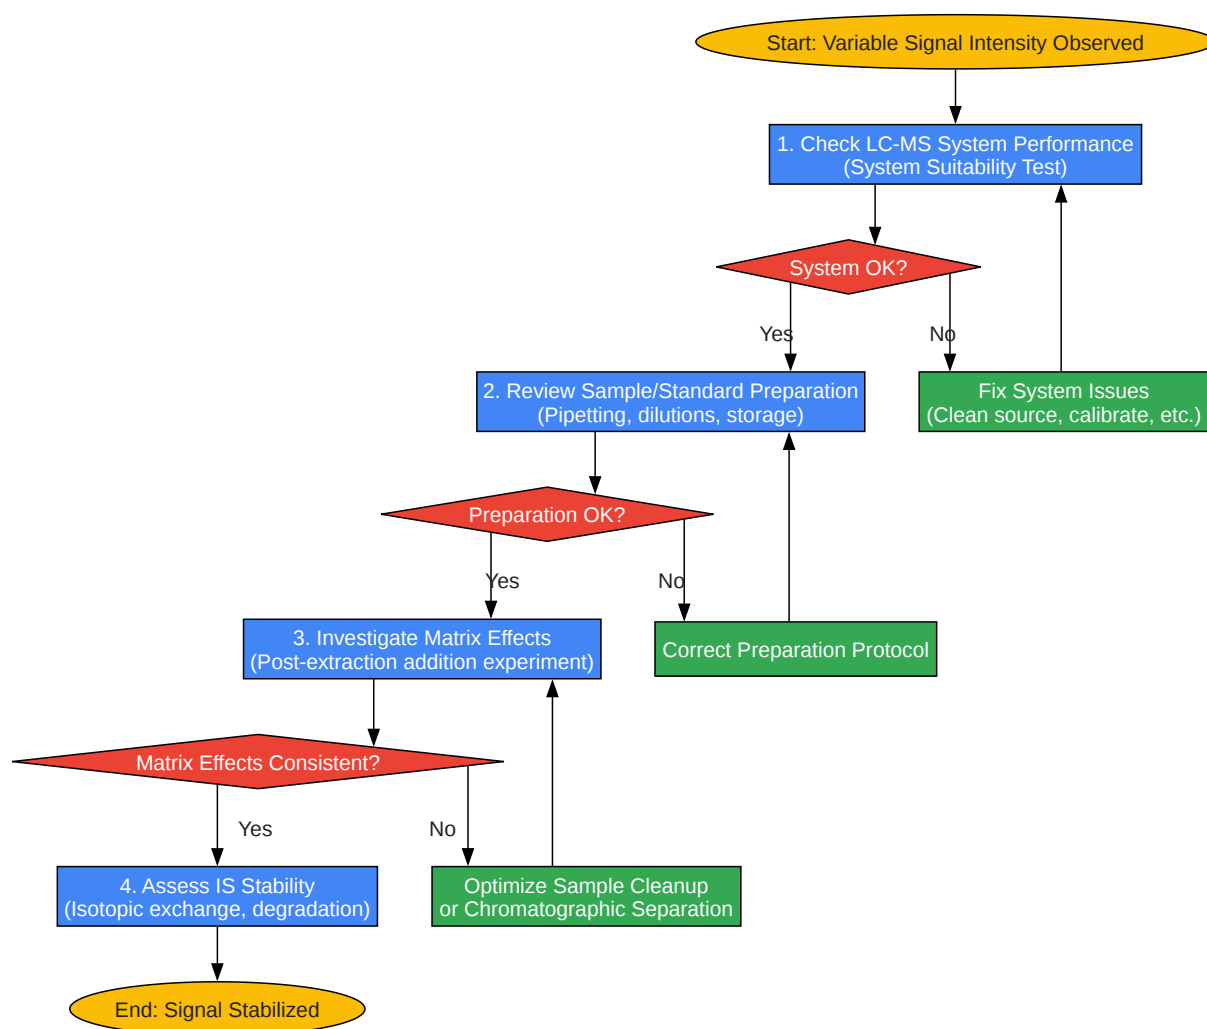 Start: Variable Signal Intensity Observed
1. Check LC-MS System Performance
(System Suitability Test)
System OK?
Yes
No
2. Review Sample/Standard Preparation
(Pipetting, dilutions, storage)
Fix System Issues
(Clean source, calibrate, etc.)
Preparation OK?
Yes
No
3. Investigate Matrix Effects
(Post-extraction addition experiment)
Correct Preparation Protocol
Matrix Effects Consistent?
Yes
No
4. Assess IS Stability
(Isotopic exchange, degradation)
Optimize Sample Cleanup
or Chromatographic Separation
End: Signal Stabilized